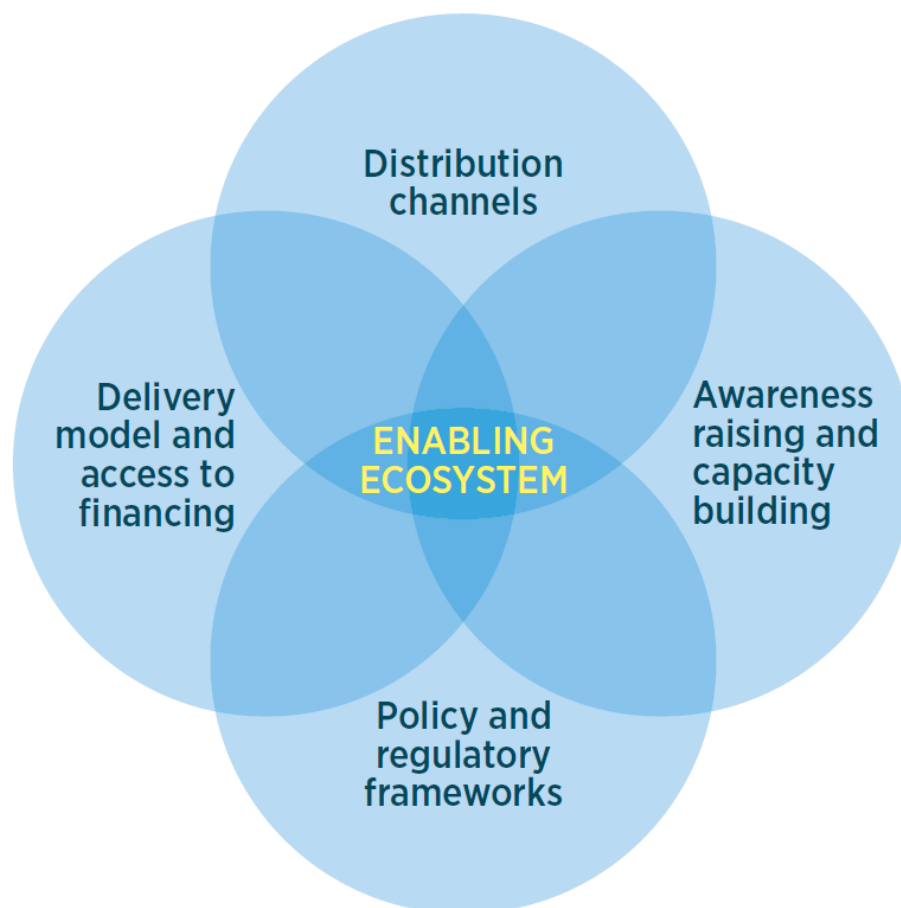 Distribution
channels
Delivery
model and
access to
financing
ENABLING
ECOSYSTEM
Awareness
raising and
capacity
building
Policy and
regulatory
frameworks